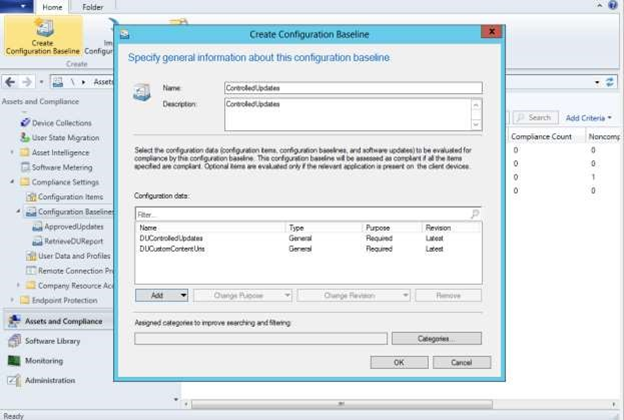 Home Folder
Create
Configuration Baseline
Im
Configur
Create
\ ▸ Assets
Assets and Compliance
Device Collections
User State Migration
Asset Intelligence
Software Metering
Compliance Settings
Configuration Items
Configuration Baselines
ApprovedUpdates
RetrieveDUReport
User Data and Profiles
Remote Connection Pr
Company Resource Acc
Endpoint Protection
Assets and Compliance
Software Library
Monitoring
Administration
Ready
Create Configuration Baseline
x
Specify general information about this configuration baseline
Name: ControlledUpdates
Description: ControlledUpdates
Select the configuration data (configuration items, configuration baselines, and software updates) to be evaluated for
compliance by this configuration baseline. This configuration baseline will be assessed as compliant if all the items
specified are compliant. Optional items are evaluated only if the relevant application is present on the client devices.
Configuration data:
Filter...
Name Type Purpose Revision
DUControlledUpdates General Required Latest
DUCustomContentUris General Required Latest
Add Change Purpose Change Revision Remove
Assigned categories to improve searching and filtering:
Categories...
OK Cancel
Search Add Criteria
Compliance Count Noncomp
0 0
0 0
0 1
0 0